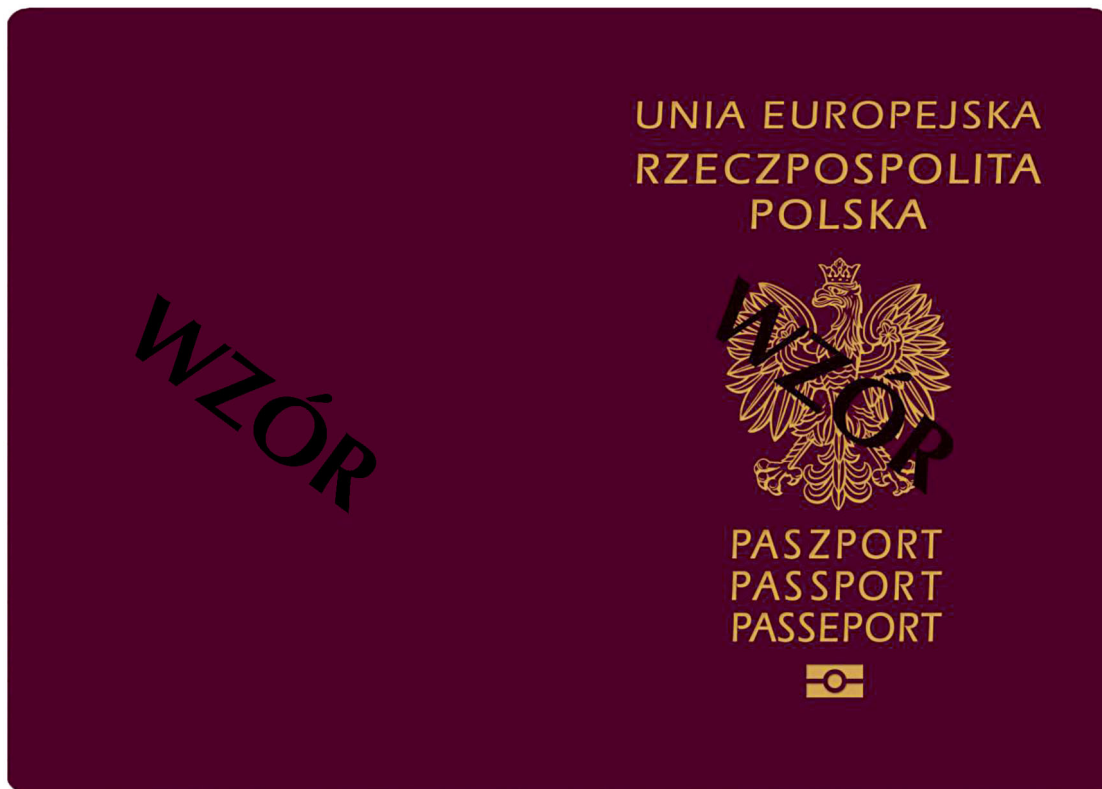 UNIA EUROPEJSKA
RZECZPOSPOLITA
POLSKA
WZÓR
WZÓR
PASZPORT
PASSPORT
PASSEPORT